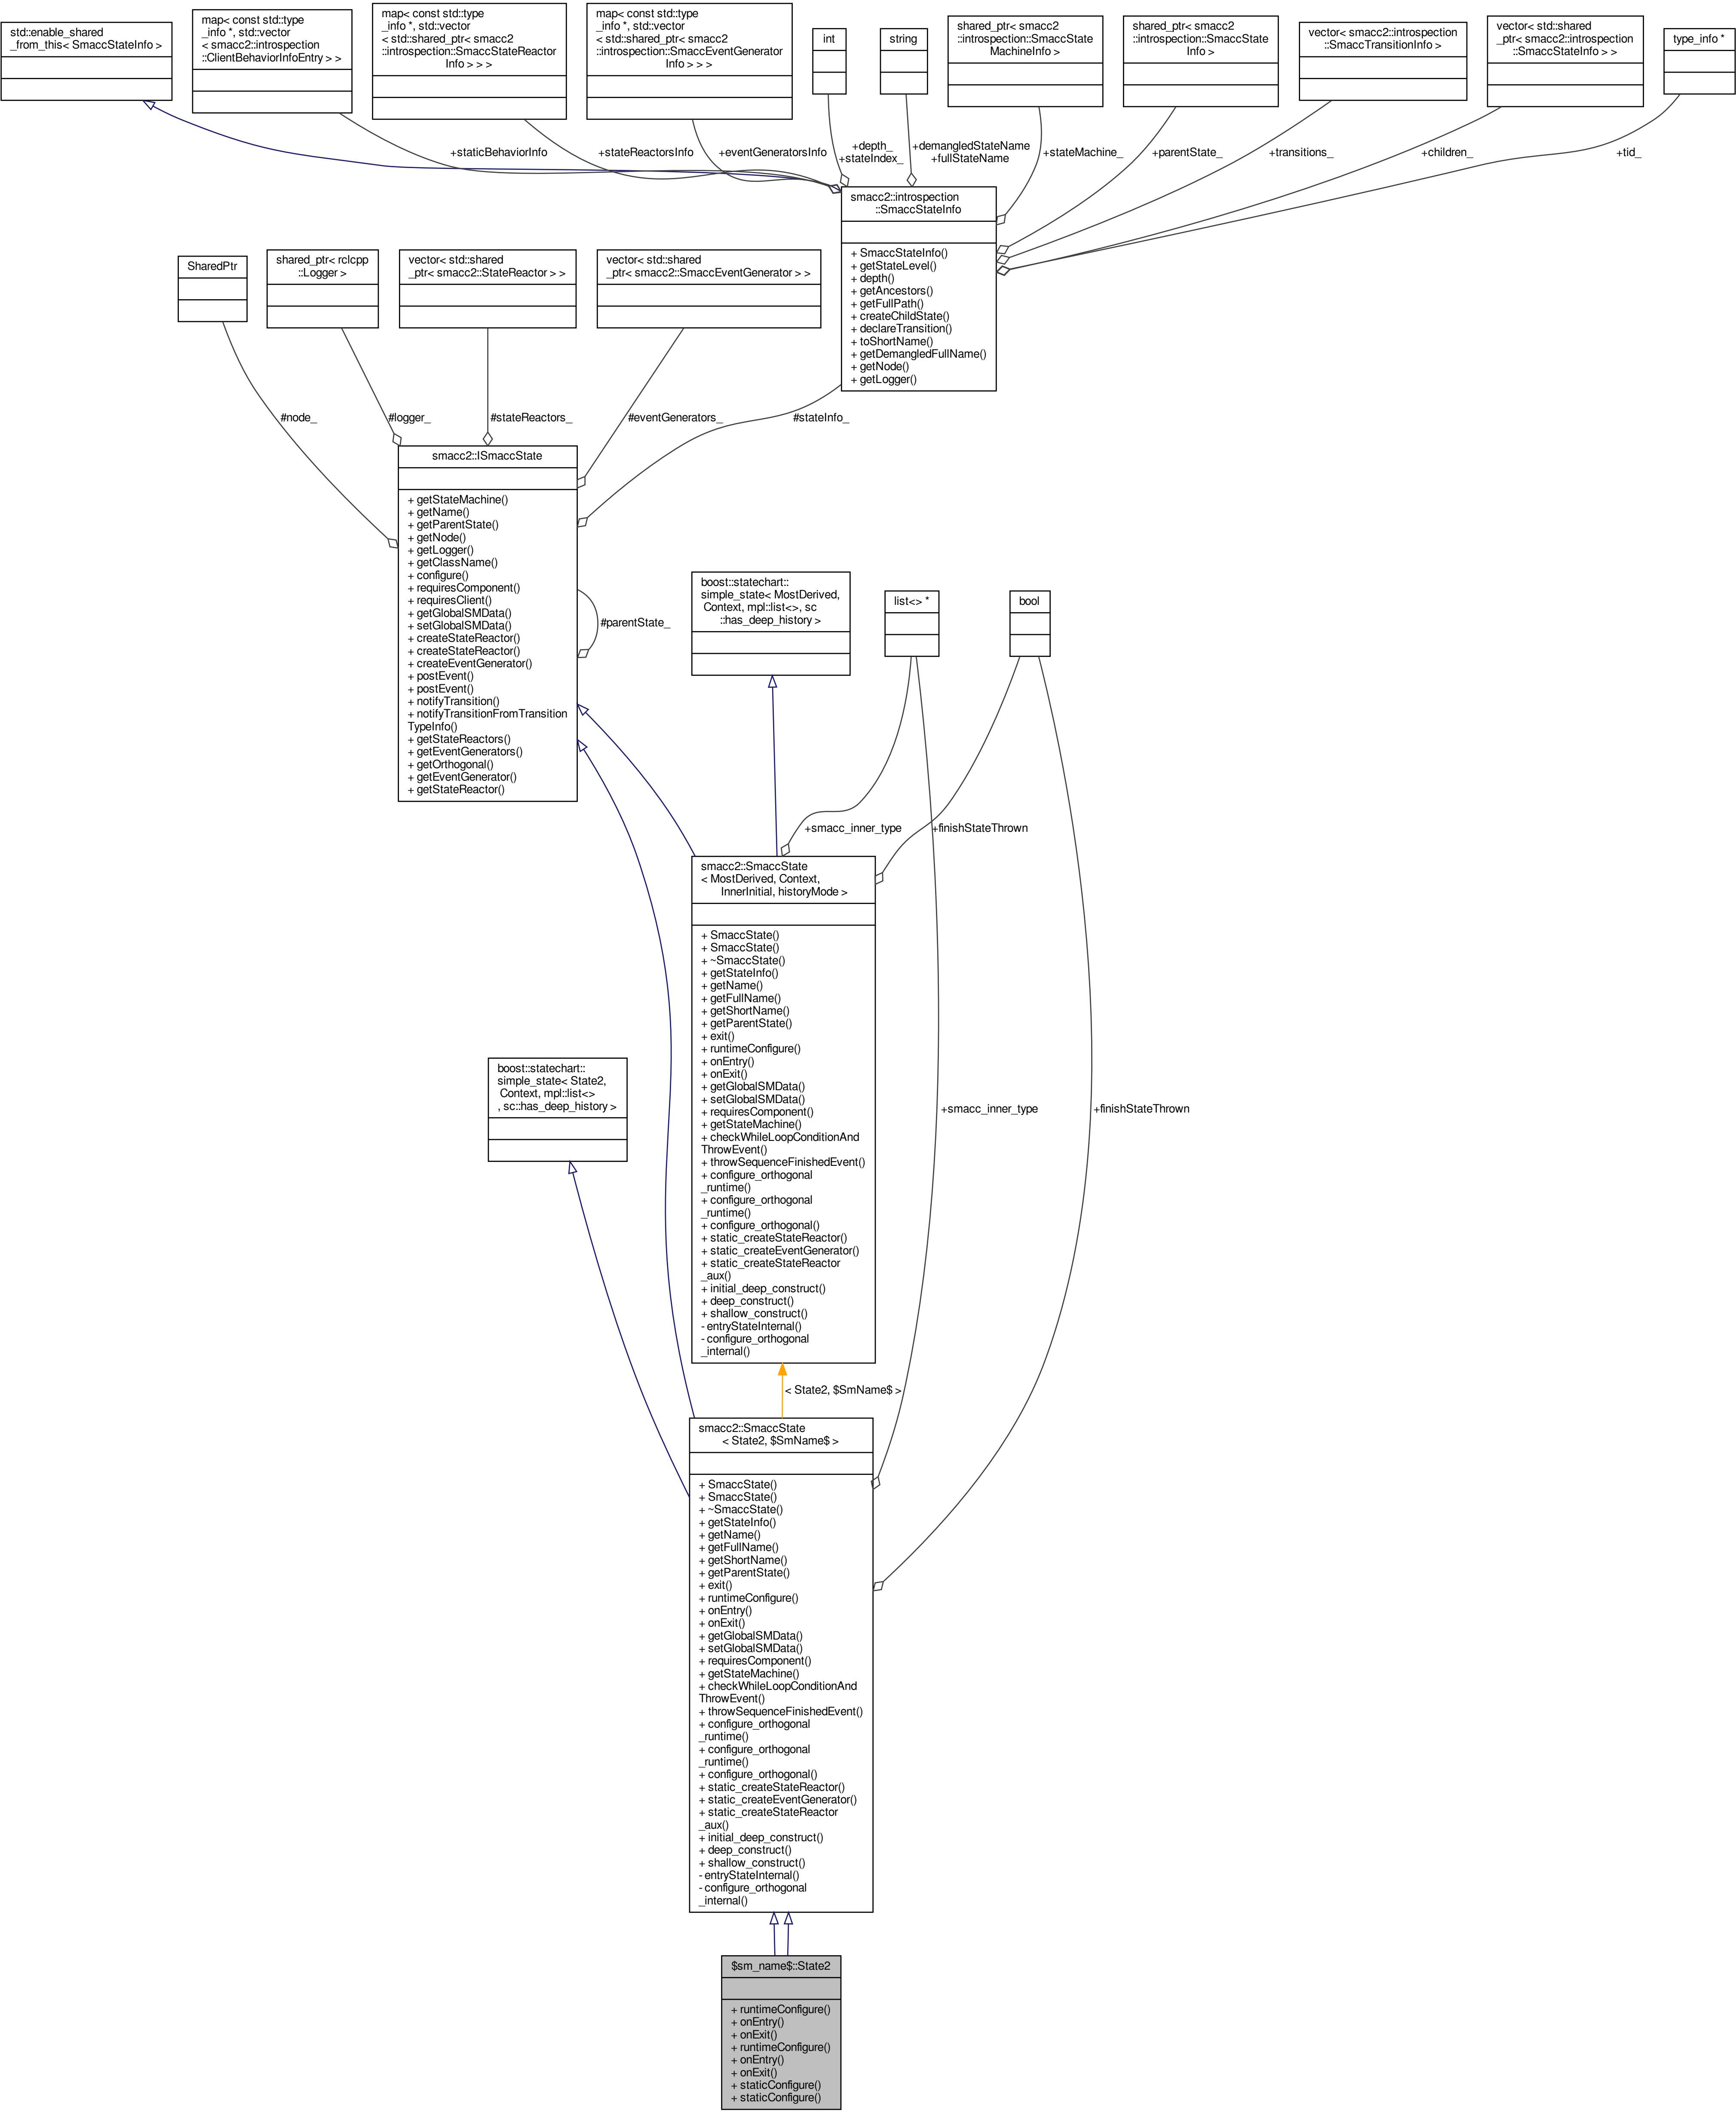 std::enable_shared
_from_this< SmaccStateInfo >
map< const std::type
_info *, std::vector
< smacc2::introspection
::ClientBehaviorInfoEntry > >
map< const std::type
_info *, std::vector
< std::shared_ptr< smacc2
::introspection::SmaccStateReactor
Info > > >
map< const std::type
_info *, std::vector
< std::shared_ptr< smacc2
::introspection::SmaccEventGenerator
Info > > >
int
string
shared_ptr< smacc2
::introspection::SmaccState
MachineInfo >
shared_ptr< smacc2
::introspection::SmaccState
Info >
vector< smacc2::introspection
::SmaccTransitionInfo >
vector< std::shared
_ptr< smacc2::introspection
::SmaccStateInfo > >
type_info *
+staticBehaviorInfo
+stateReactorsInfo
+eventGeneratorsInfo
+depth_
+stateIndex_
+demangledStateName
+fullStateName
+stateMachine_
+parentState_
+transitions_
+children_
+tid_
smacc2::introspection
::SmaccStateInfo
+ SmaccStateInfo()
+ getStateLevel()
+ depth()
+ getAncestors()
+ getFullPath()
+ createChildState()
+ declareTransition()
+ toShortName()
+ getDemangledFullName()
+ getNode()
+ getLogger()
SharedPtr
shared_ptr< rclcpp
::Logger >
vector< std::shared
_ptr< smacc2::StateReactor > >
vector< std::shared
_ptr< smacc2::SmaccEventGenerator > >
#node_
#logger_
#stateReactors_
#eventGenerators_
#stateInfo_
smacc2::ISmaccState
+ getStateMachine()
+ getName()
+ getParentState()
+ getNode()
+ getLogger()
+ getClassName()
+ configure()
+ requiresComponent()
+ requiresClient()
+ getGlobalSMData()
+ setGlobalSMData()
+ createStateReactor()
+ createStateReactor()
+ createEventGenerator()
+ postEvent()
+ postEvent()
+ notifyTransition()
+ notifyTransitionFromTransition
TypeInfo()
+ getStateReactors()
+ getEventGenerators()
+ getOrthogonal()
+ getEventGenerator()
+ getStateReactor()
#parentState_
boost::statechart::
simple_state< MostDerived,
Context, mpl::list<>, sc
::has_deep_history >
list<> *
bool
+smacc_inner_type
+finishStateThrown
smacc2::SmaccState
< MostDerived, Context,
InnerInitial, historyMode >
+ SmaccState()
+ SmaccState()
+ ~SmaccState()
+ getStateInfo()
+ getName()
+ getFullName()
+ getShortName()
+ getParentState()
+ exit()
+ runtimeConfigure()
+ onEntry()
+ onExit()
+ getGlobalSMData()
+ setGlobalSMData()
+ requiresComponent()
+ getStateMachine()
+ checkWhileLoopConditionAnd
ThrowEvent()
+ throwSequenceFinishedEvent()
+ configure_orthogonal
_runtime()
+ configure_orthogonal
_runtime()
+ configure_orthogonal()
+ static_createStateReactor()
+ static_createEventGenerator()
+ static_createStateReactor
_aux()
+ initial_deep_construct()
+ deep_construct()
+ shallow_construct()
- entryStateInternal()
- configure_orthogonal
_internal()
boost::statechart::
simple_state< State2,
Context, mpl::list<>
, sc::has_deep_history >
+smacc_inner_type
+finishStateThrown
< State2, $SmName$ >
smacc2::SmaccState
< State2, $SmName$ >
+ SmaccState()
+ SmaccState()
+ ~SmaccState()
+ getStateInfo()
+ getName()
+ getFullName()
+ getShortName()
+ getParentState()
+ exit()
+ runtimeConfigure()
+ onEntry()
+ onExit()
+ getGlobalSMData()
+ setGlobalSMData()
+ requiresComponent()
+ getStateMachine()
+ checkWhileLoopConditionAnd
ThrowEvent()
+ throwSequenceFinishedEvent()
+ configure_orthogonal
_runtime()
+ configure_orthogonal
_runtime()
+ configure_orthogonal()
+ static_createStateReactor()
+ static_createEventGenerator()
+ static_createStateReactor
_aux()
+ initial_deep_construct()
+ deep_construct()
+ shallow_construct()
- entryStateInternal()
- configure_orthogonal
_internal()
$sm_name$::State2
+ runtimeConfigure()
+ onEntry()
+ onExit()
+ runtimeConfigure()
+ onEntry()
+ onExit()
+ staticConfigure()
+ staticConfigure()